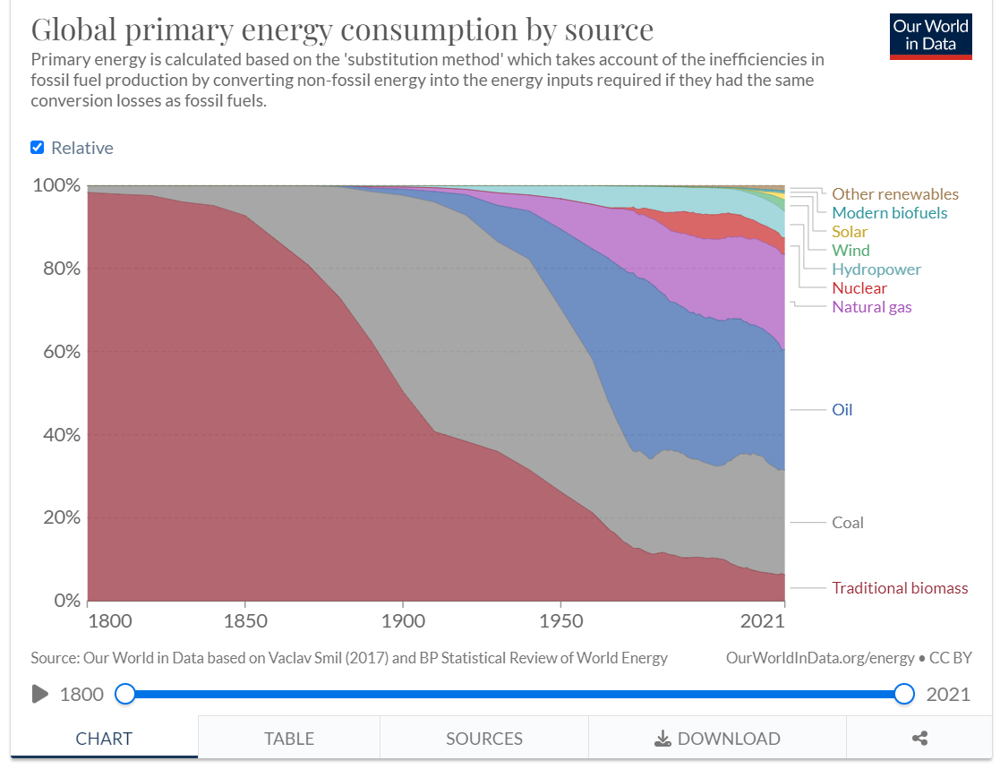 Global primary energy consumption by source
Our World
in Data
Primary energy is calculated based on the 'substitution method' which takes account of the inefficiencies in
fossil fuel production by converting non-fossil energy into the energy inputs required if they had the same
conversion losses as fossil fuels.
Relative
100%
80%
60%
40%
20%
0%
Other renewables
Modern biofuels
Solar
Wind
Hydropower
Nuclear
Natural gas
Oil
Coal
Traditional biomass
1800
1850
1900
1950
2021
Source: Our World in Data based on Vaclav Smil (2017) and BP Statistical Review of World Energy
OurWorldInData.org/energy • CC BY
1800
2021
CHART
TABLE
SOURCES
DOWNLOAD